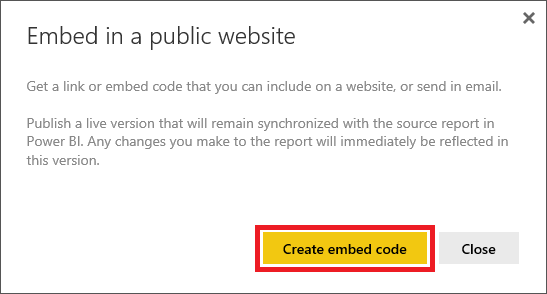 Embed in a public website
Get a link or embed code that you can include on a website, or send in email.
Publish a live version that will remain synchronized with the source report in
Power BI. Any changes you make to the report will immediately be reflected in
this version.
Create embed code
Close